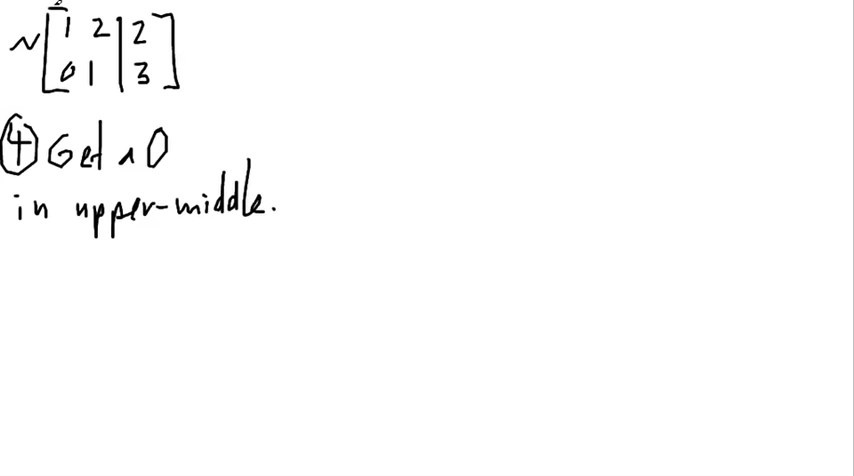 ~ [ 1 2 | 2 ]
[ 0 1 | 3 ]
④ Get a 0
in upper-middle.